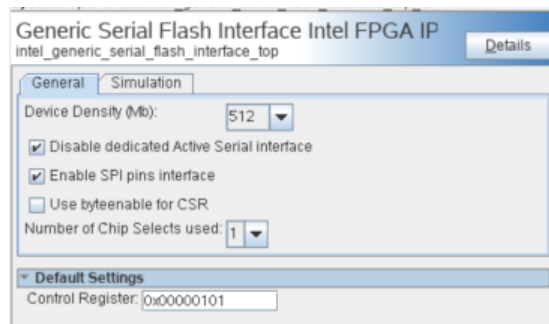 Generic Serial Flash Interface Intel FPGA IP
intel_generic_serial_flash_interface_top
Details
General Simulation
Device Density (Mb): 512
Disable dedicated Active Serial interface
Enable SPI pins interface
Use byteenable for CSR
Number of Chip Selects used: 1
Default Settings
Control Register: 0x00000101